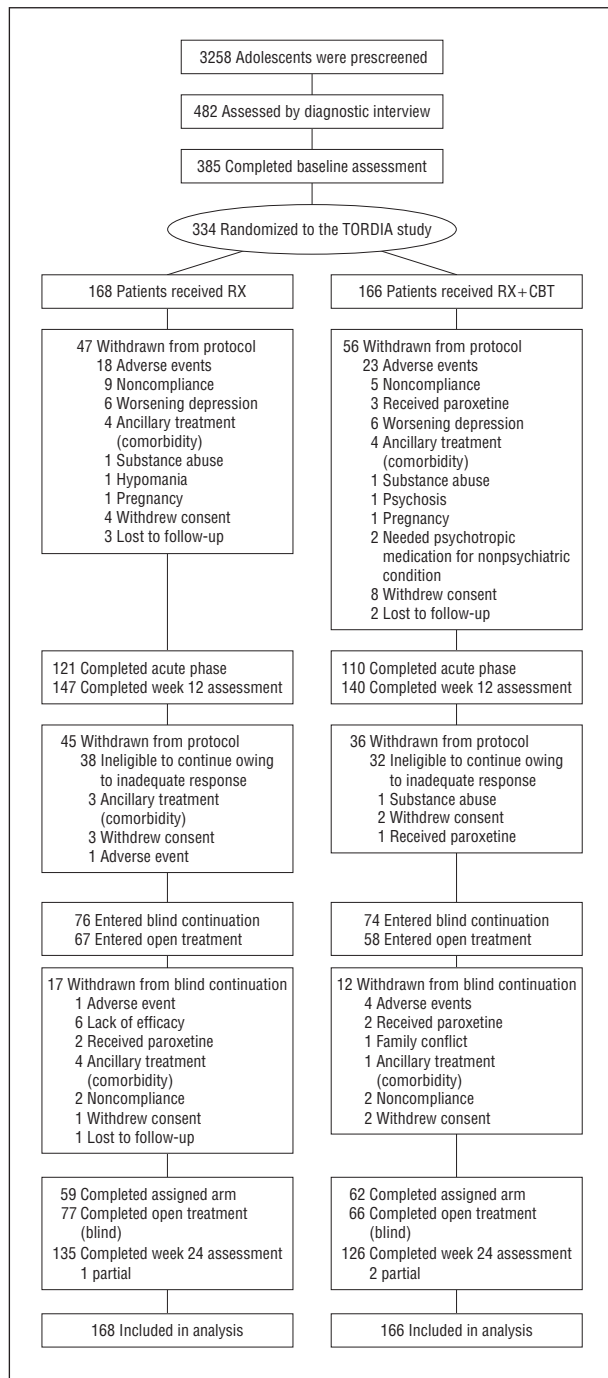 3258 Adolescents were prescreened
482 Assessed by diagnostic interview
385 Completed baseline assessment
334 Randomized to the TORDIA study
168 Patients received RX
47 Withdrawn from protocol
18 Adverse events
9 Noncompliance
6 Worsening depression
4 Ancillary treatment
(comorbidity)
1 Substance abuse
1 Hypomania
1 Pregnancy
4 Withdrew consent
3 Lost to follow-up
121 Completed acute phase
147 Completed week 12 assessment
45 Withdrawn from protocol
38 Ineligible to continue owing
to inadequate response
3 Ancillary treatment
(comorbidity)
3 Withdrew consent
1 Adverse event
76 Entered blind continuation
67 Entered open treatment
17 Withdrawn from blind continuation
1 Adverse event
6 Lack of efficacy
2 Received paroxetine
4 Ancillary treatment
(comorbidity)
2 Noncompliance
1 Withdrew consent
1 Lost to follow-up
59 Completed assigned arm
77 Completed open treatment
(blind)
135 Completed week 24 assessment
1 partial
168 Included in analysis
166 Patients received RX+CBT
56 Withdrawn from protocol
23 Adverse events
5 Noncompliance
3 Received paroxetine
6 Worsening depression
4 Ancillary treatment
(comorbidity)
1 Substance abuse
1 Psychosis
1 Pregnancy
2 Needed psychotropic
medication for nonpsychiatric
condition
8 Withdrew consent
2 Lost to follow-up
110 Completed acute phase
140 Completed week 12 assessment
36 Withdrawn from protocol
32 Ineligible to continue owing
to inadequate response
1 Substance abuse
2 Withdrew consent
1 Received paroxetine
74 Entered blind continuation
58 Entered open treatment
12 Withdrawn from blind continuation
4 Adverse events
2 Received paroxetine
1 Family conflict
1 Ancillary treatment
(comorbidity)
2 Noncompliance
2 Withdrew consent
62 Completed assigned arm
66 Completed open treatment
(blind)
126 Completed week 24 assessment
2 partial
166 Included in analysis